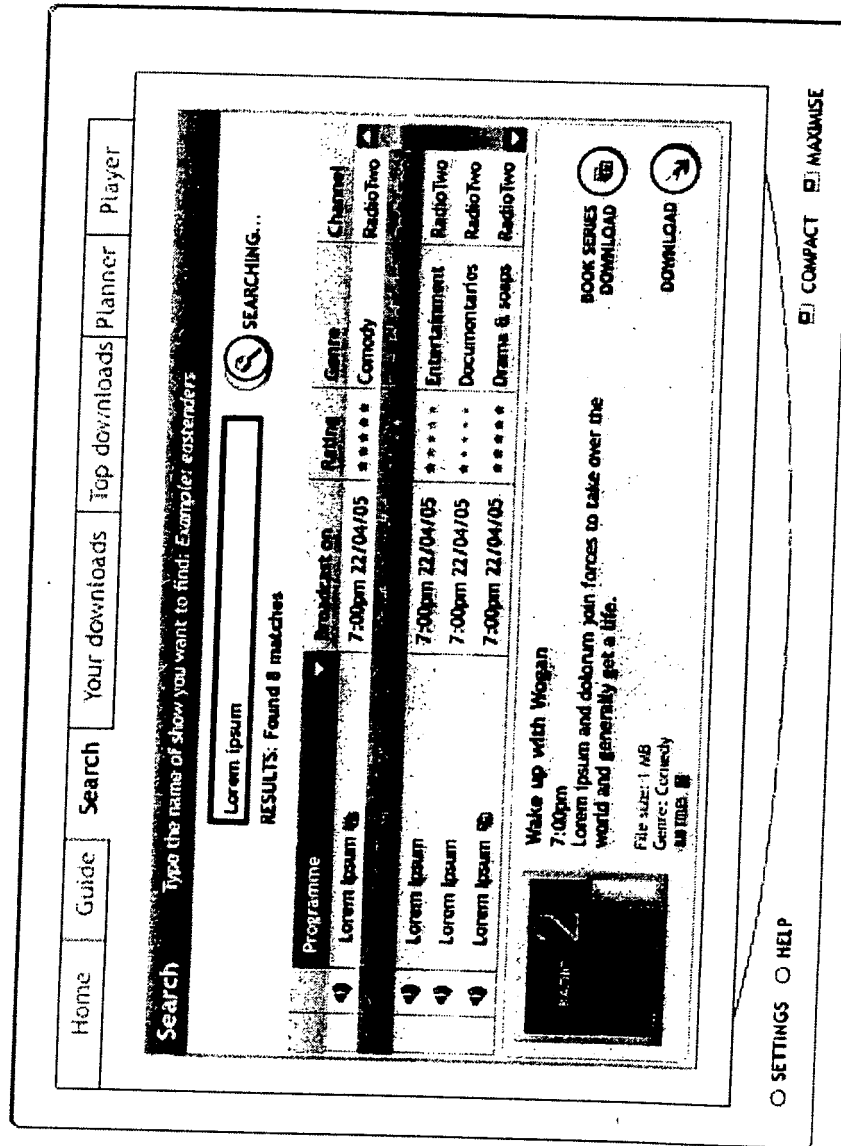 Home Guide Search Your downloads Top downloads Planner Player
Search Type the name of show you want to find: Example: eastenders
Lorem ipsum SEARCHING...
RESULTS: Found 8 matches
Programme Broadcast on Rating Genre Channel
Lorem ipsum 7:00pm 22/04/05 ★★★★★ Comedy RadioTwo
Lorem ipsum 7:00pm 22/04/05 ★★★★★ Entertainment RadioTwo
Lorem ipsum 7:00pm 22/04/05 ★★★★★ Documentaries RadioTwo
Lorem ipsum 7:00pm 22/04/05 ★★★★★ Drama & soaps RadioTwo
RADIO 2
Wake up with Wogan
7:00pm
Lorem ipsum and dolorum join forces to take over the
world and generally get a life.
File size: 1 MB
Genre: Comedy
BOOK SERIES
DOWNLOAD
DOWNLOAD
SETTINGS HELP COMPACT MAXIMISE